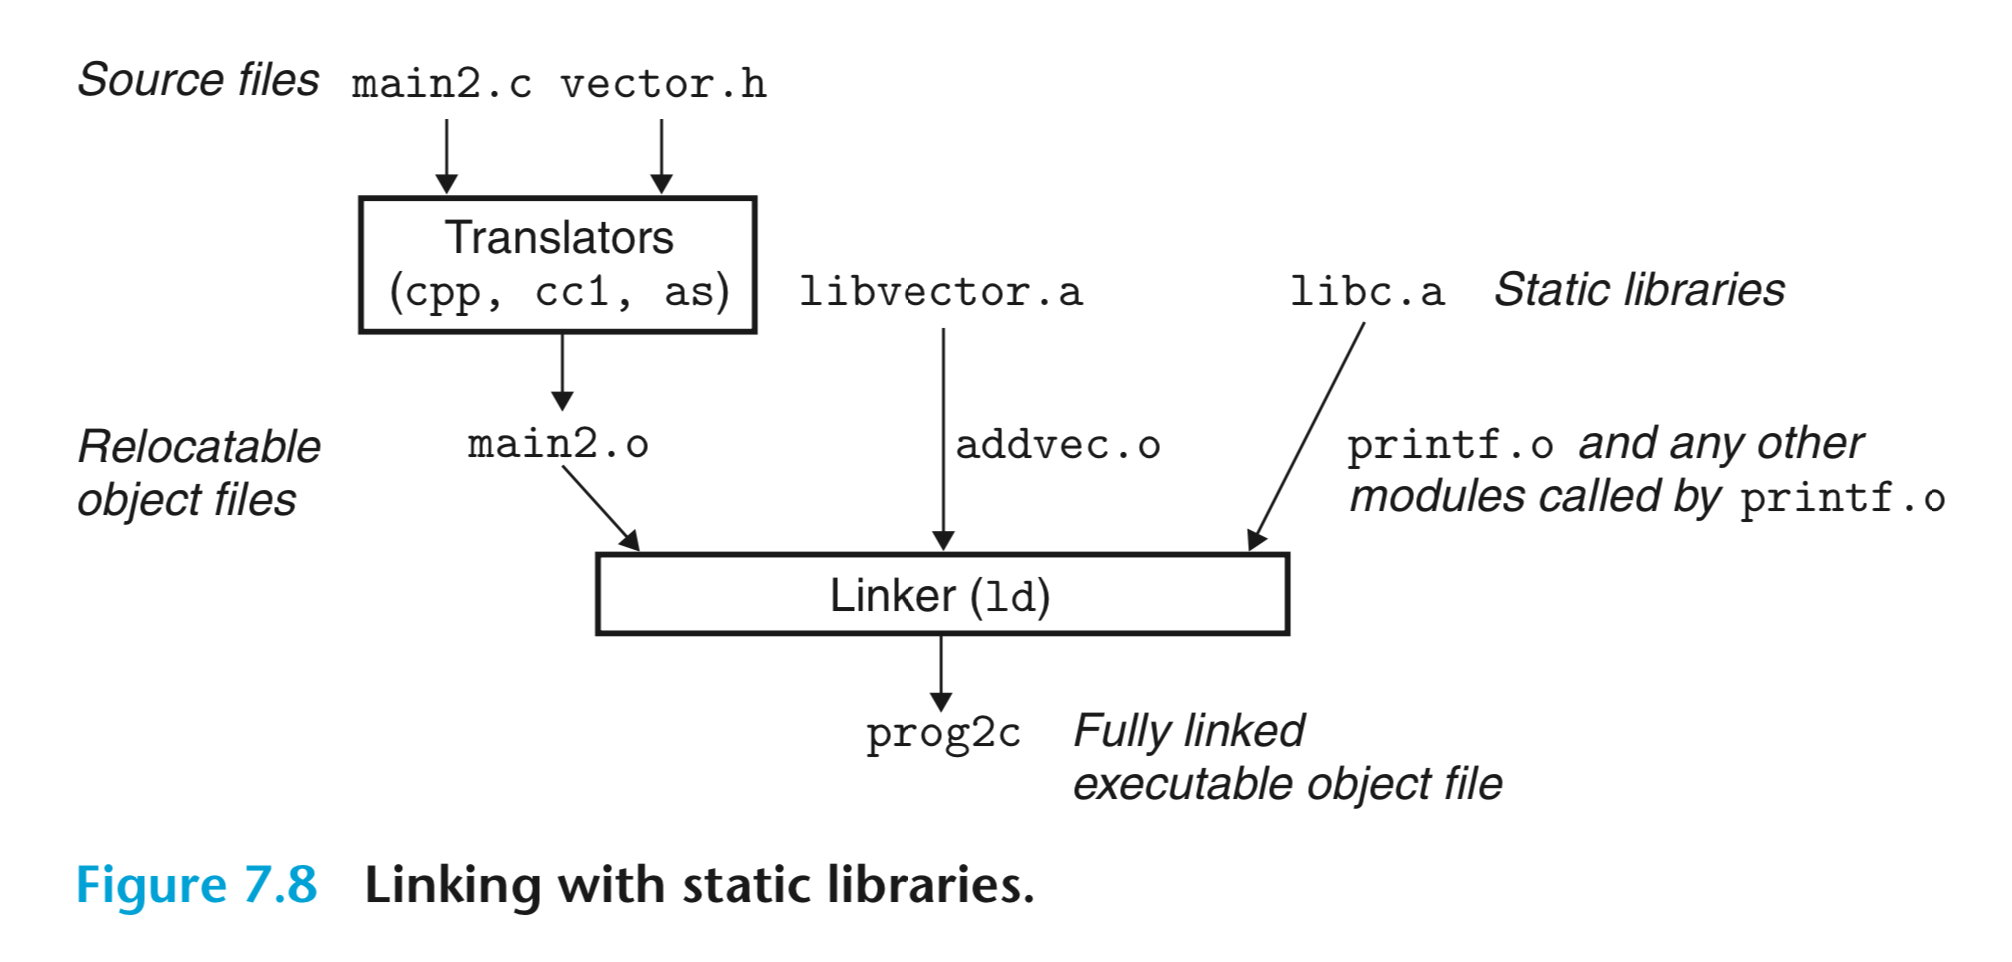 Source files main2.c vector.h
Translators
(cpp, cc1, as)
libvector.a
libc.a Static libraries
Relocatable
object files
main2.o
addvec.o
printf.o and any other
modules called by printf.o
Linker (ld)
prog2c
Fully linked
executable object file
Figure 7.8 Linking with static libraries.